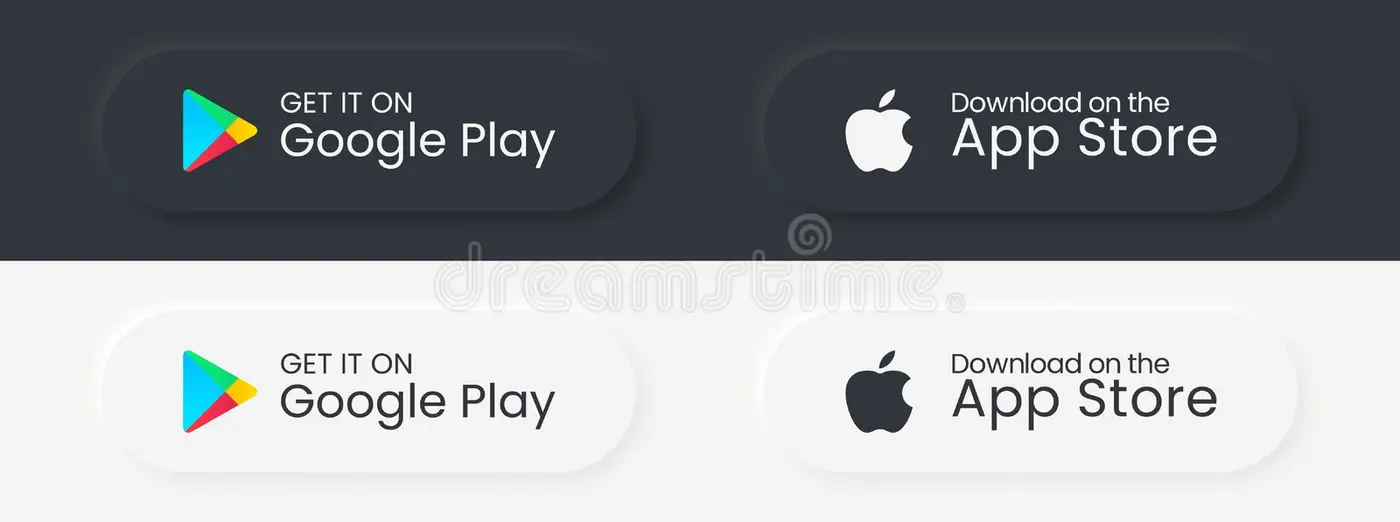 GET IT ON
Google Play
Download on the
App Store
dreamstime
GET IT ON
Google Play
Download on the
App Store